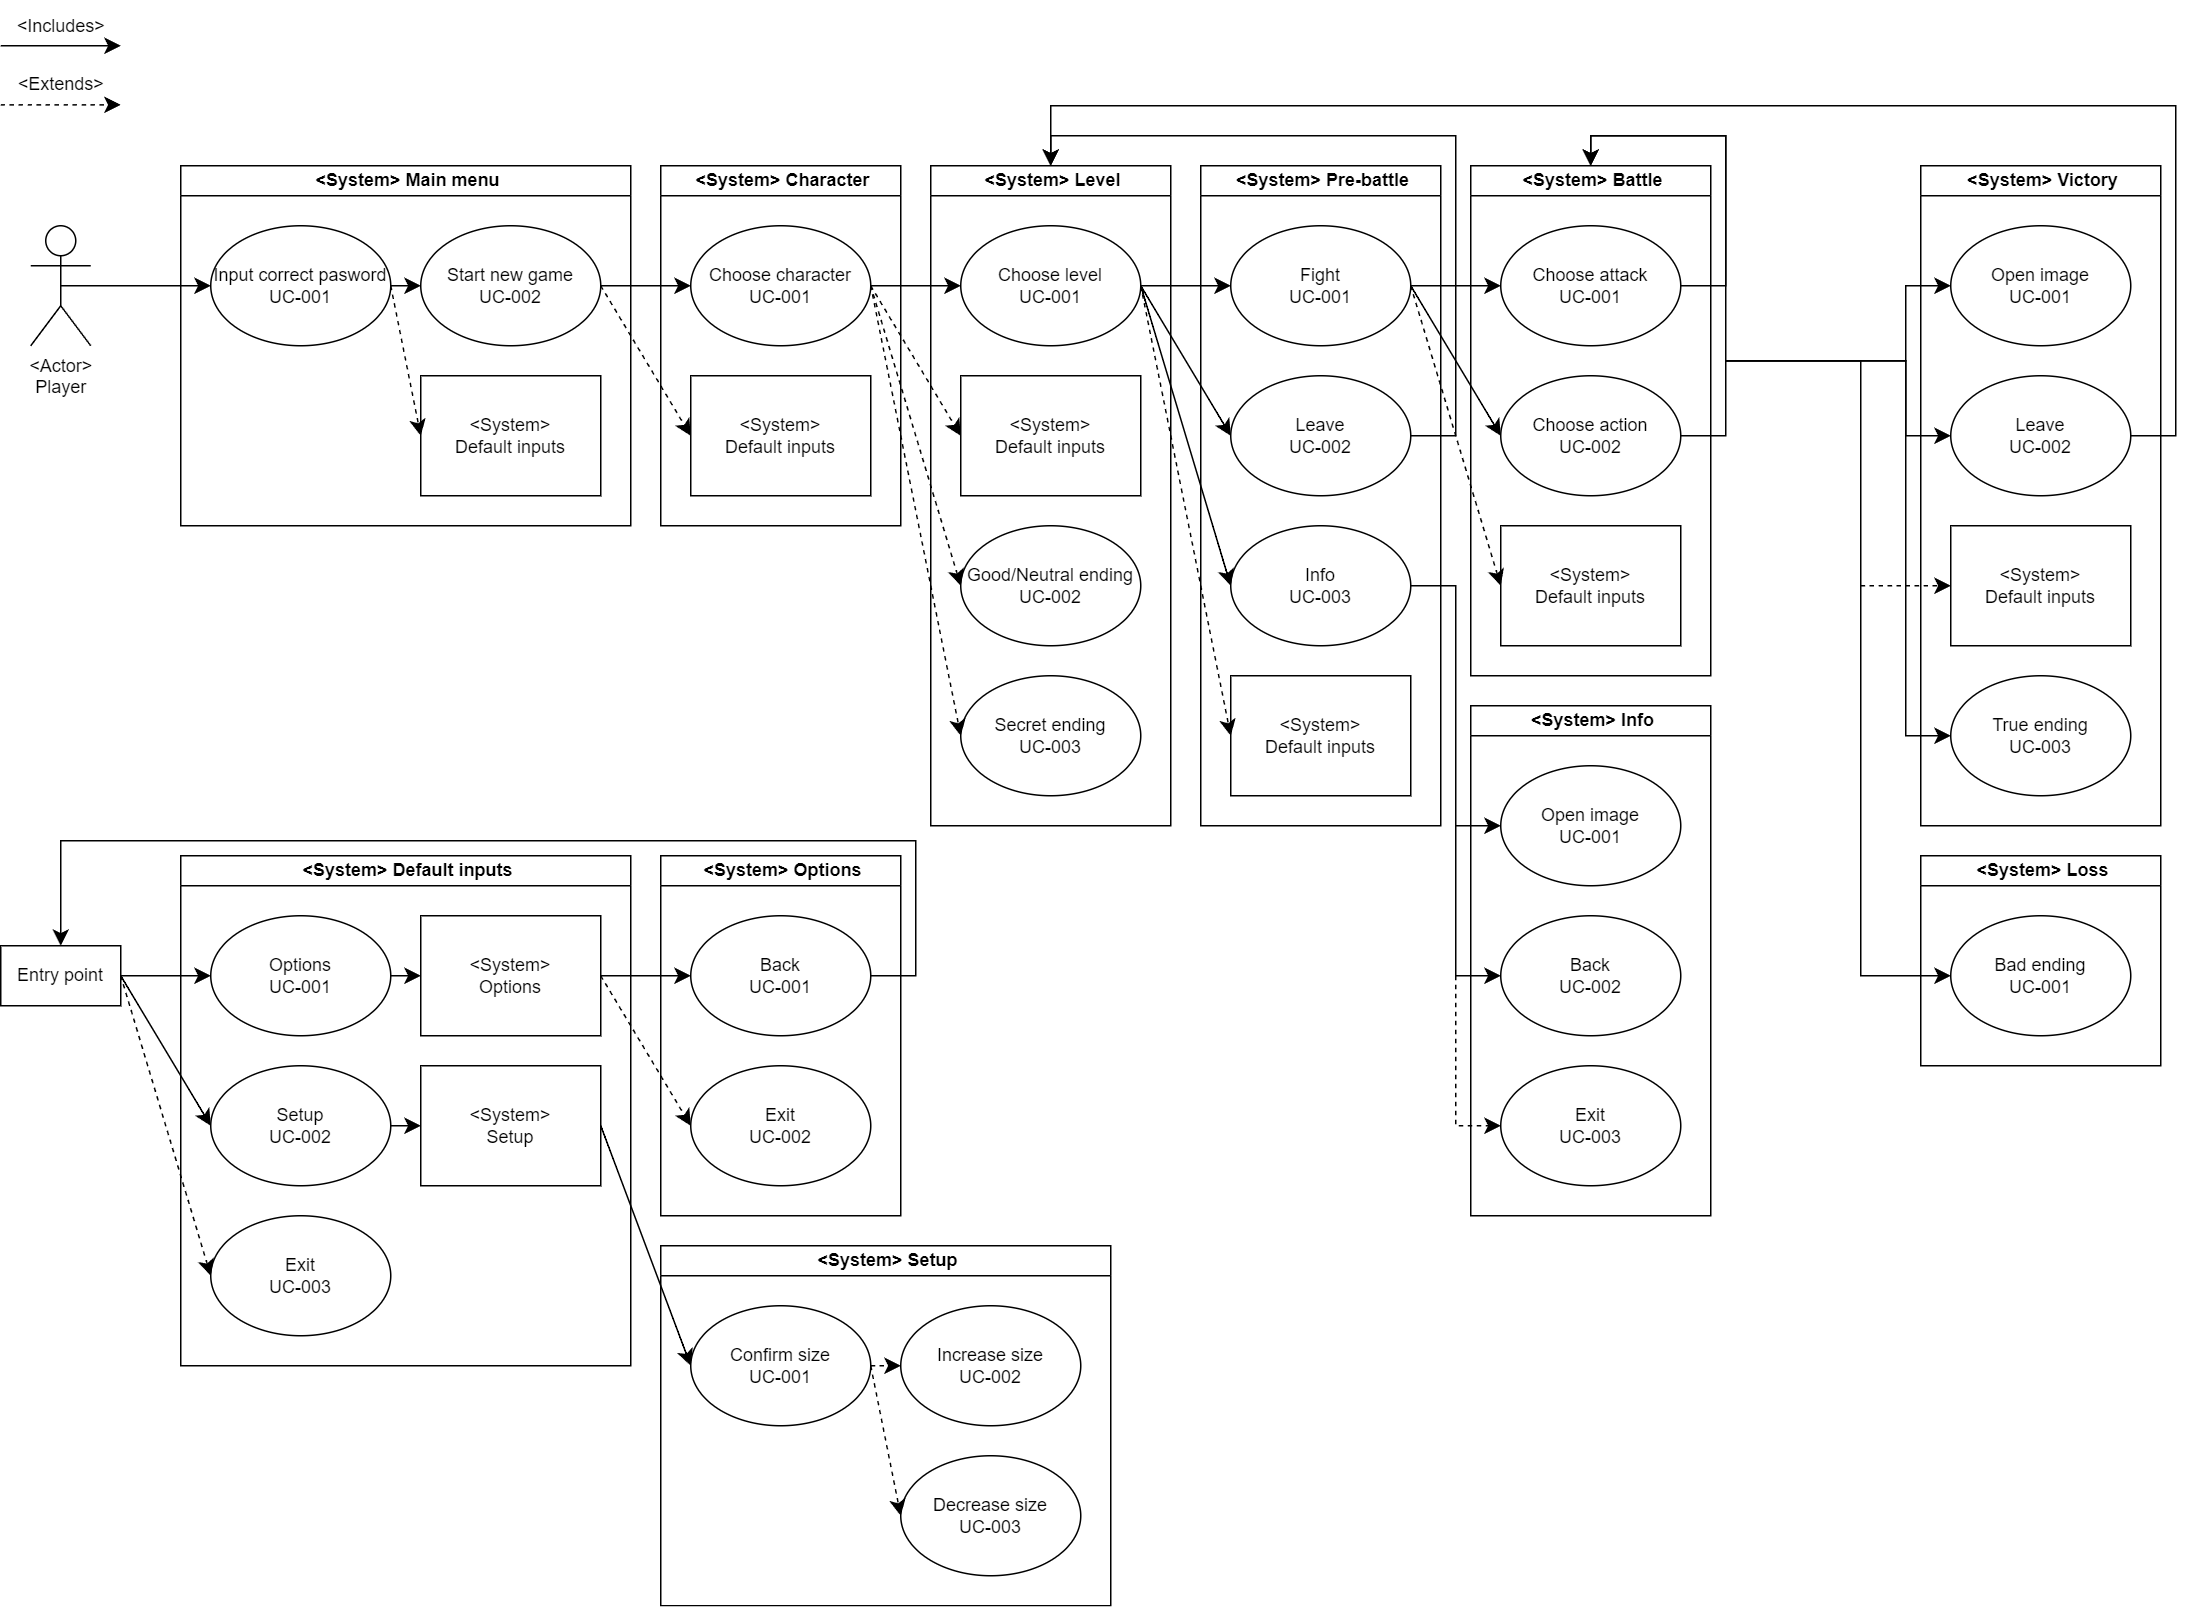 <Includes>
<Extends>
<Actor>
Player
<System> Main menu
Input correct pasword
UC-001
Start new game
UC-002
<System>
Default inputs
<System> Character
Choose character
UC-001
<System>
Default inputs
<System> Level
Choose level
UC-001
<System>
Default inputs
Good/Neutral ending
UC-002
Secret ending
UC-003
<System> Pre-battle
Fight
UC-001
Leave
UC-002
Info
UC-003
<System>
Default inputs
<System> Battle
Choose attack
UC-001
Choose action
UC-002
<System>
Default inputs
<System> Victory
Open image
UC-001
Leave
UC-002
<System>
Default inputs
True ending
UC-003
<System> Info
Open image
UC-001
Back
UC-002
Exit
UC-003
<System> Loss
Bad ending
UC-001
Entry point
<System> Default inputs
Options
UC-001
<System>
Options
Setup
UC-002
<System>
Setup
Exit
UC-003
<System> Options
Back
UC-001
Exit
UC-002
<System> Setup
Confirm size
UC-001
Increase size
UC-002
Decrease size
UC-003